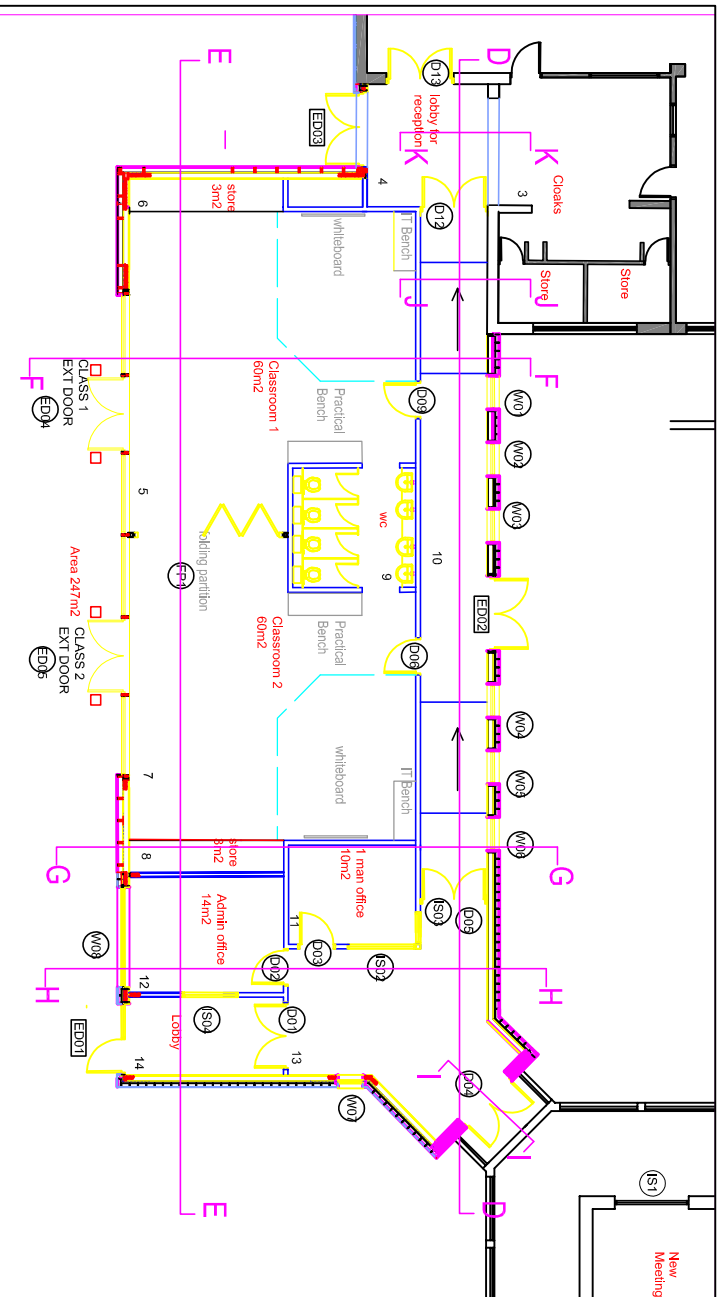 E
D
D13
lobby for
reception
ED03
K
K
Cloaks
3
4
D12
store
3m2
6
whiteboard
IT Bench
Store
Store
J
J
F
F
CLASS 1
EXT DOOR
ED04
Classroom 1
60m2
Practical
Bench
D09
W01
W02
W03
5
wc
10
9
folding partition
FP1
Area 247m2
ED02
CLASS 2
EXT DOOR
ED05
Classroom 2
60m2
Practical
Bench
D06
W04
W05
W06
7
whiteboard
IT Bench
8
store
G
G
1 man office
10m2
Admin office
14m2
11
D03
IS03
D05
IS02
W08
H
H
12
D02
IS04
Lobby
D01
13
ED01
14
W07
I
D04
I
E
D
IS1
New
Meeting